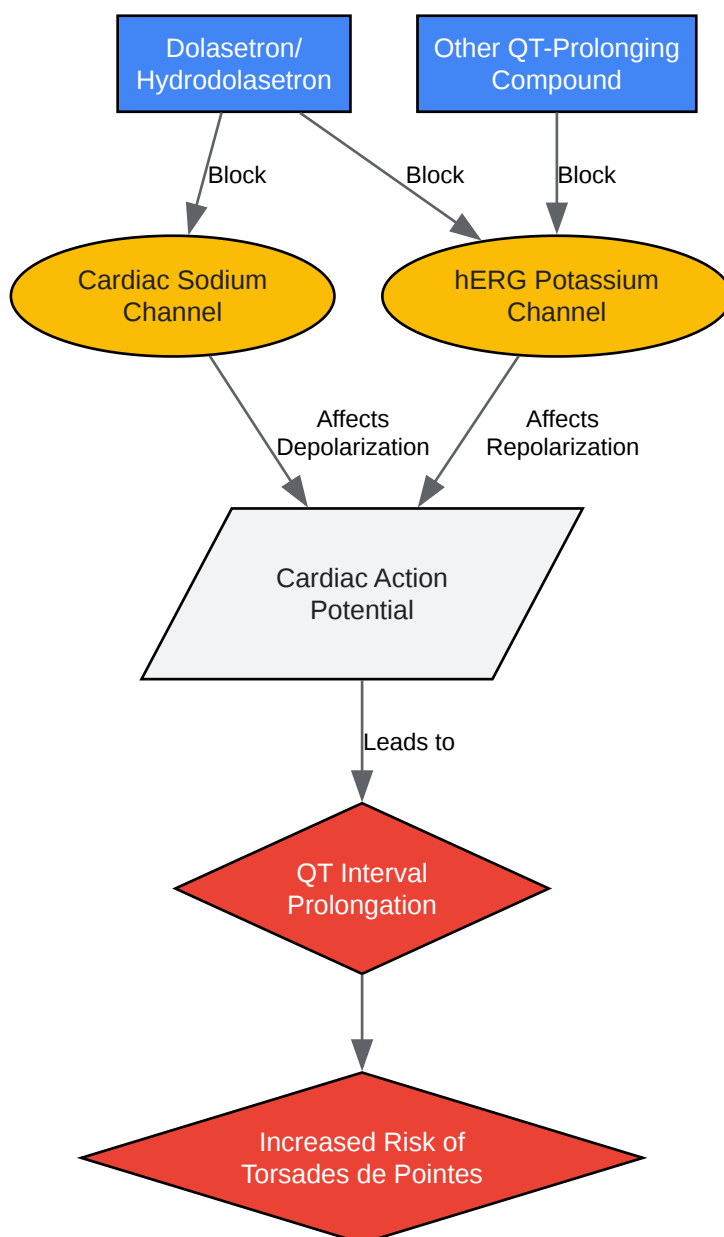 Dolasetron/
Hydrodolasetron
Other QT-Prolonging
Compound
Block
Block
Block
Cardiac Sodium
Channel
hERG Potassium
Channel
Affects
Depolarization
Affects
Repolarization
Cardiac Action
Potential
Leads to
QT Interval
Prolongation
Increased Risk of
Torsades de Pointes